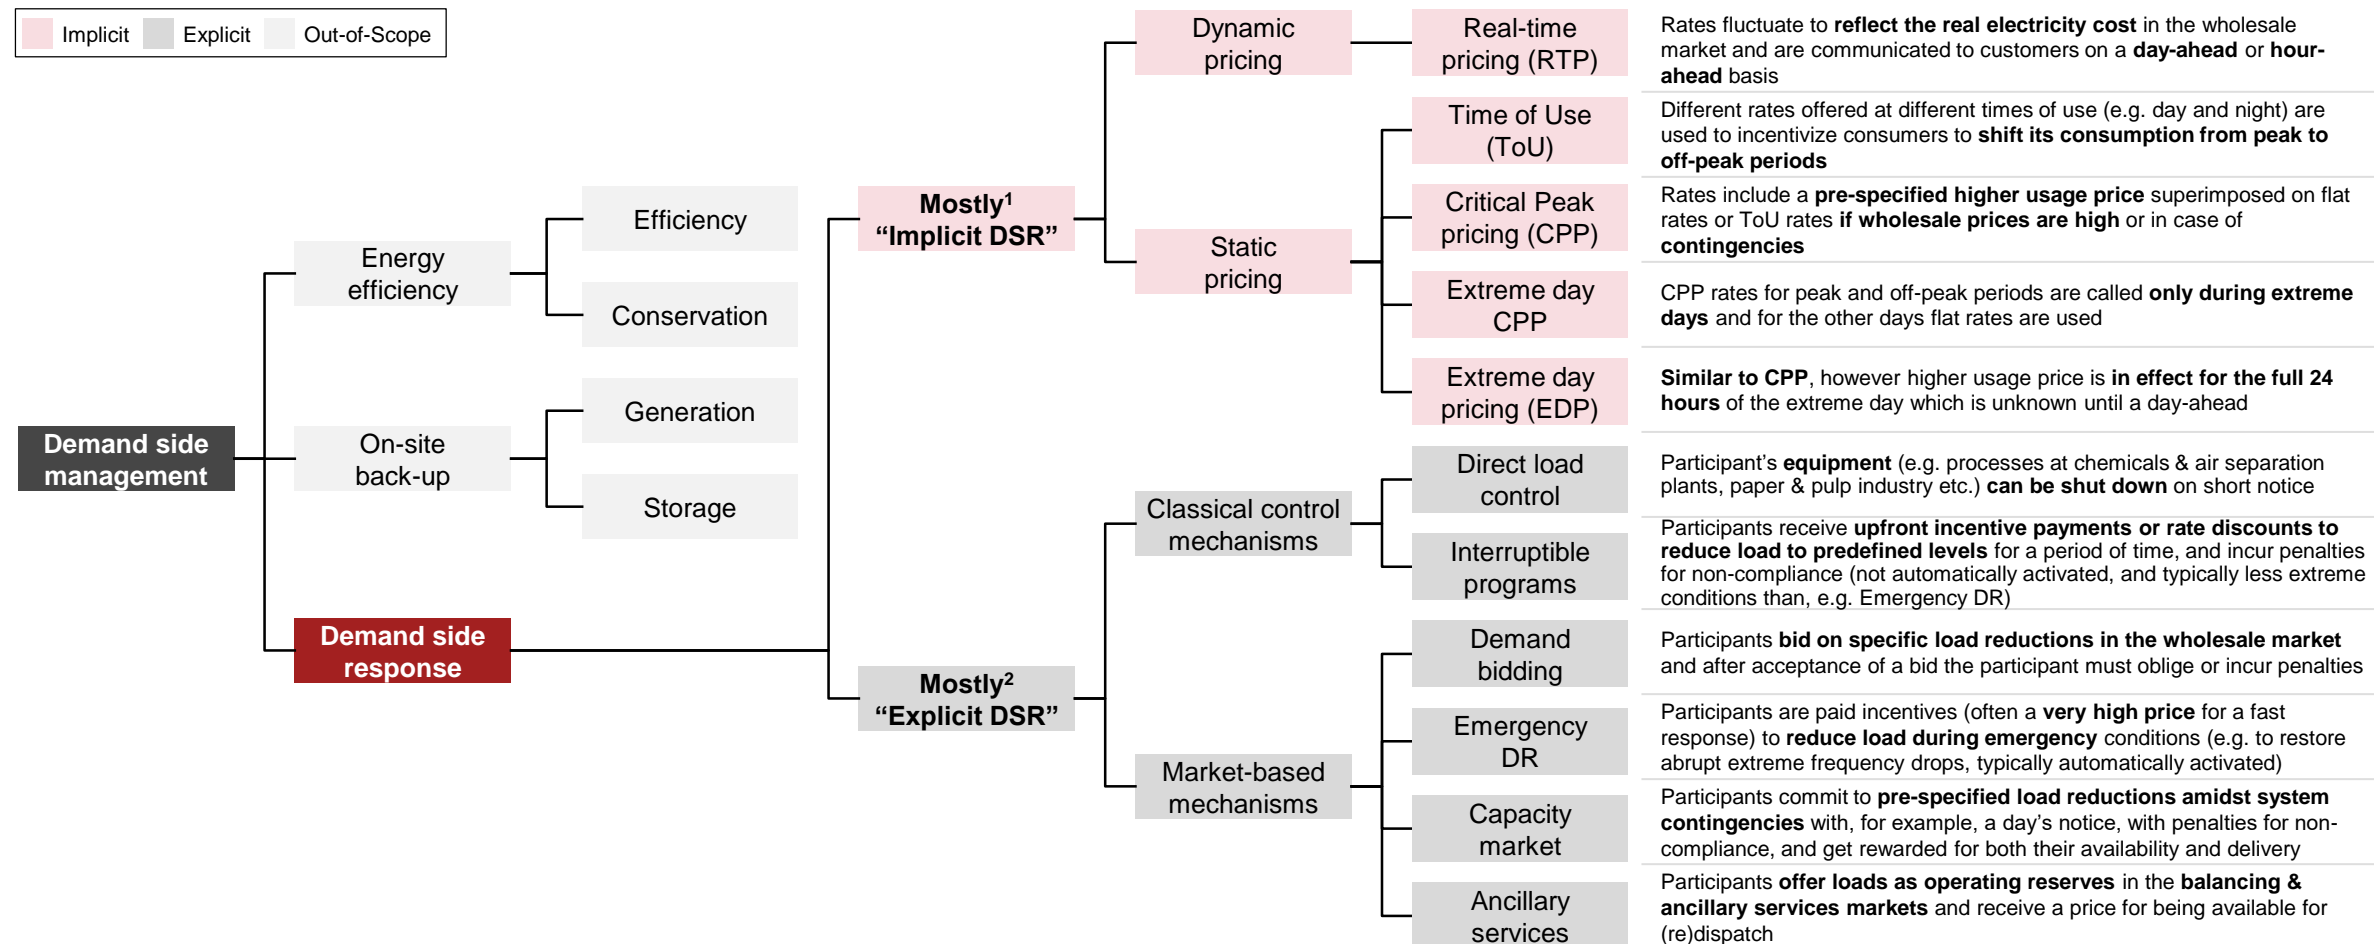 Implicit Explicit Out-of-Scope
Demand side
management
Energy
efficiency
On-site
back-up
Demand side
response
Efficiency
Conservation
Generation
Storage
Mostly¹
“Implicit DSR”
Mostly²
“Explicit DSR”
Dynamic
pricing
Static
pricing
Classical control
mechanisms
Market-based
mechanisms
Real-time
pricing (RTP)
Rates fluctuate to reflect the real electricity cost in the wholesale
market and are communicated to customers on a day-ahead or hour-
ahead basis
Time of Use
(ToU)
Different rates offered at different times of use (e.g. day and night) are
used to incentivize consumers to shift its consumption from peak to
off-peak periods
Critical Peak
pricing (CPP)
Rates include a pre-specified higher usage price superimposed on flat
rates or ToU rates if wholesale prices are high or in case of
contingencies
Extreme day
CPP
CPP rates for peak and off-peak periods are called only during extreme
days and for the other days flat rates are used
Extreme day
pricing (EDP)
Similar to CPP, however higher usage price is in effect for the full 24
hours of the extreme day which is unknown until a day-ahead
Direct load
control
Participant’s equipment (e.g. processes at chemicals & air separation
plants, paper & pulp industry etc.) can be shut down on short notice
Interruptible
programs
Participants receive upfront incentive payments or rate discounts to
reduce load to predefined levels for a period of time, and incur penalties
for non-compliance (not automatically activated, and typically less extreme
conditions than, e.g. Emergency DR)
Demand
bidding
Participants bid on specific load reductions in the wholesale market
and after acceptance of a bid the participant must oblige or incur penalties
Emergency
DR
Participants are paid incentives (often a very high price for a fast
response) to reduce load during emergency conditions (e.g. to restore
abrupt extreme frequency drops, typically automatically activated)
Capacity
market
Participants commit to pre-specified load reductions amidst system
contingencies with, for example, a day’s notice, with penalties for non-
compliance, and get rewarded for both their availability and delivery
Ancillary
services
Participants offer loads as operating reserves in the balancing &
ancillary services markets and receive a price for being available for
(re)dispatch